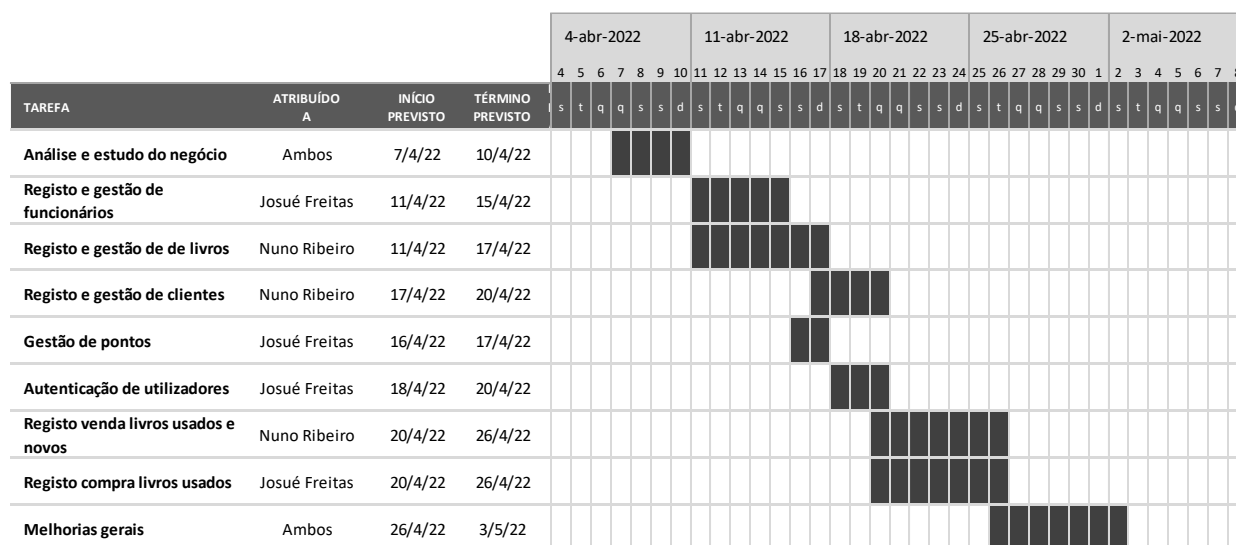 4-abr-2022 11-abr-2022 18-abr-2022 25-abr-2022 2-mai-2022
4 5 6 7 8 9 10 11 12 13 14 15 16 17 18 19 20 21 22 23 24 25 26 27 28 29 30 1 2 3 4 5 6 7 8
TAREFA ATRIBUÍDO A INÍCIO PREVISTO TÉRMINO PREVISTO s t q q s s d s t q q s s d s t q q s s d s t q q s s d s t q q s s
Análise e estudo do negócio Ambos 7/4/22 10/4/22
Registo e gestão de
funcionários Josué Freitas 11/4/22 15/4/22
Registo e gestão de de livros Nuno Ribeiro 11/4/22 17/4/22
Registo e gestão de clientes Nuno Ribeiro 17/4/22 20/4/22
Gestão de pontos Josué Freitas 16/4/22 17/4/22
Autenticação de utilizadores Josué Freitas 18/4/22 20/4/22
Registo venda livros usados e
novos Nuno Ribeiro 20/4/22 26/4/22
Registo compra livros usados Josué Freitas 20/4/22 26/4/22
Melhorias gerais Ambos 26/4/22 3/5/22